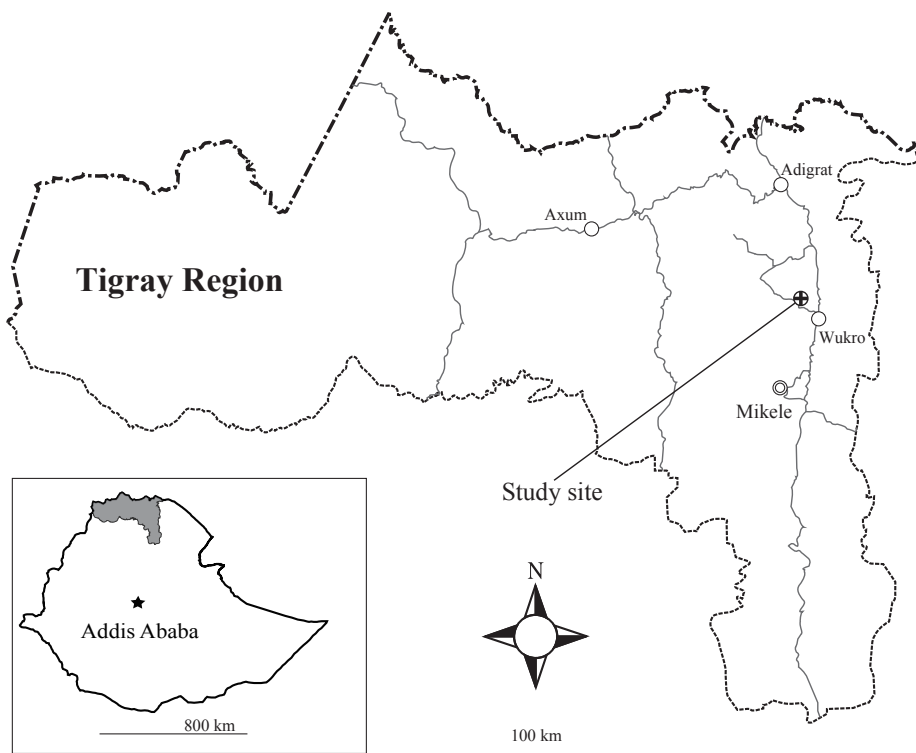 Adigrat
Axum
Tigray Region
Wukro
Mikele
Study site
N
Addis Ababa
800 km
100 km